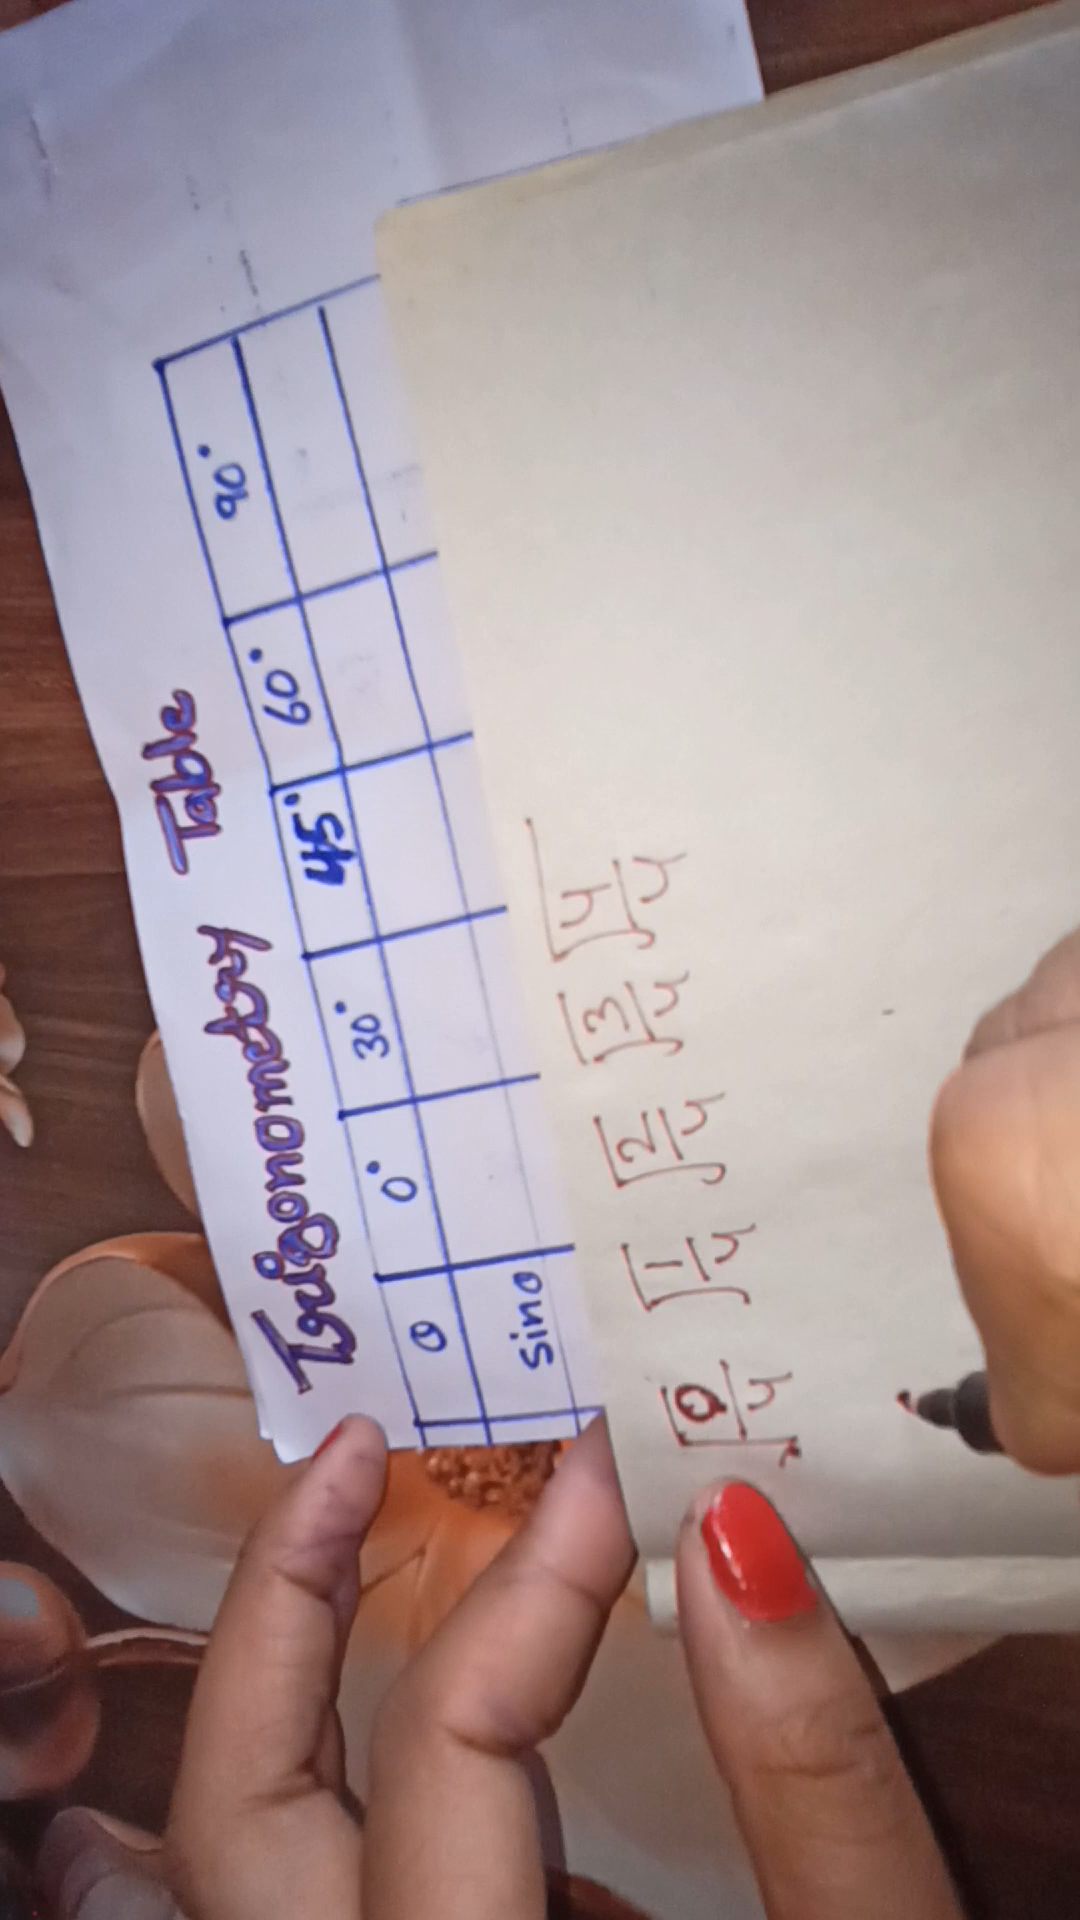 Trigonometry Table
θ 0° 30° 45° 60° 90°
sinθ
√0/4 √1/4 √2/4 √3/4 √4/4